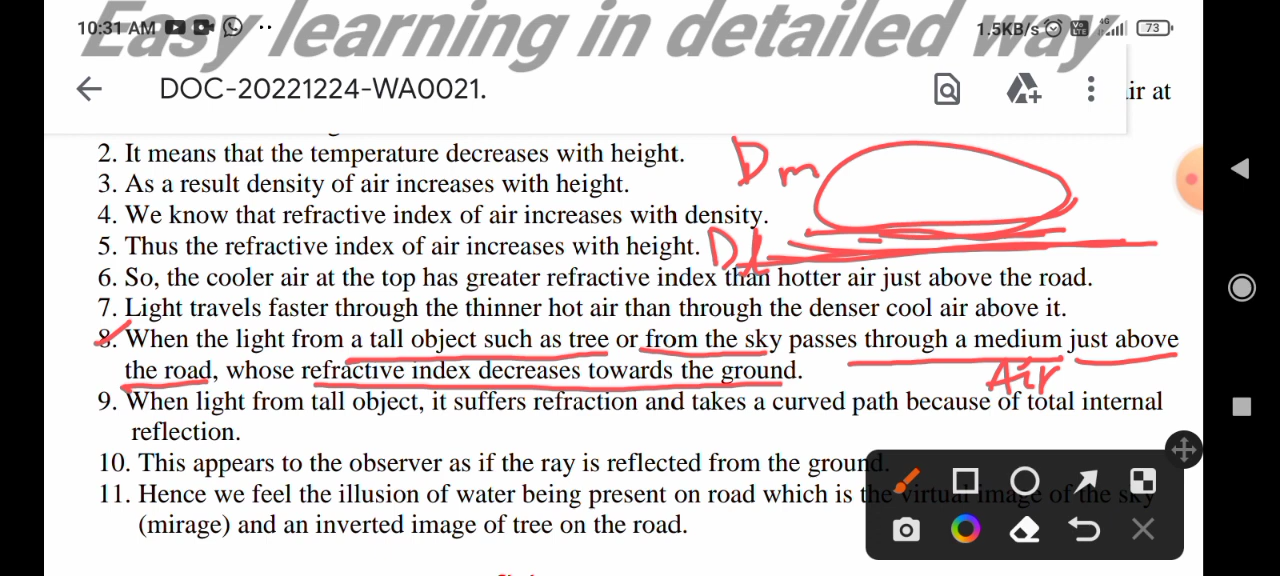 Easy learning in detailed way
10:31 AM
1.5KB/s Vo LTE 4G 73
DOC-20221224-WA0021.
ir at
2. It means that the temperature decreases with height.
3. As a result density of air increases with height.
4. We know that refractive index of air increases with density.
5. Thus the refractive index of air increases with height.
Dm
Dl
6. So, the cooler air at the top has greater refractive index than hotter air just above the road.
7. Light travels faster through the thinner hot air than through the denser cool air above it.
8. When the light from a tall object such as tree or from the sky passes through a medium just above
the road, whose refractive index decreases towards the ground.
Air
9. When light from tall object, it suffers refraction and takes a curved path because of total internal
reflection.
10. This appears to the observer as if the ray is reflected from the ground.
11. Hence we feel the illusion of water being present on road which is the virtual image of the sky
(mirage) and an inverted image of tree on the road.